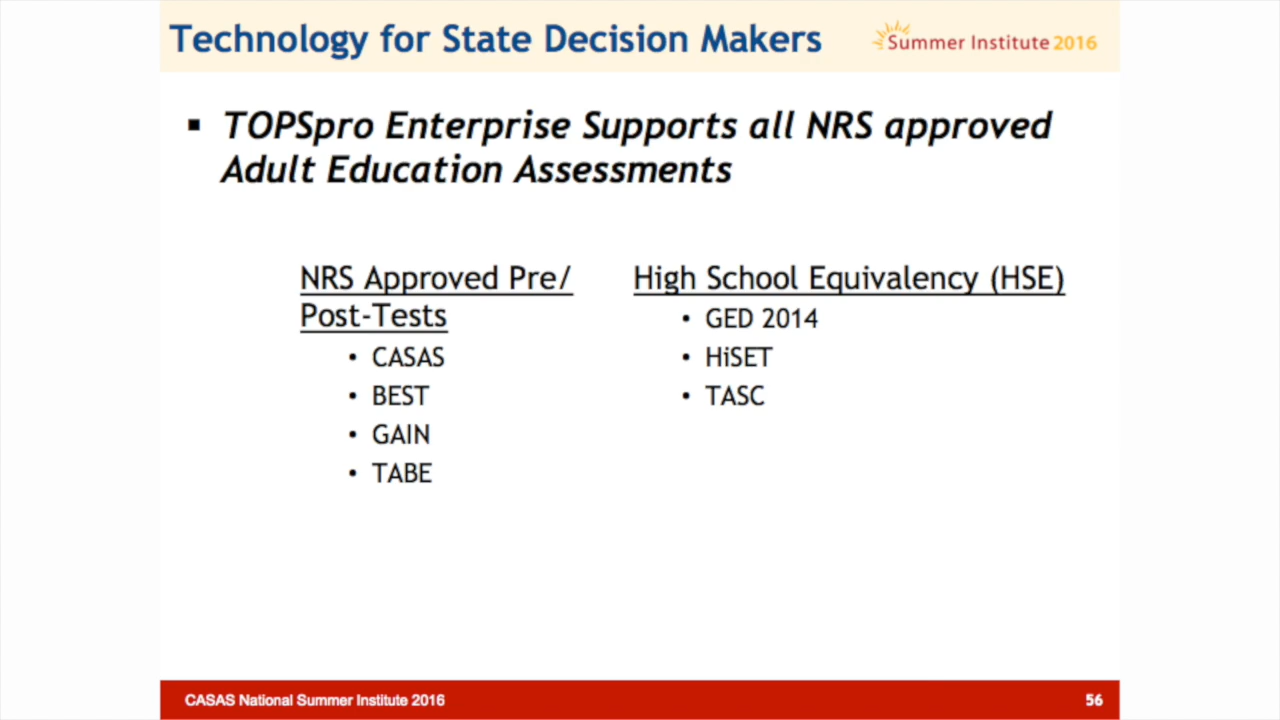 Technology for State Decision Makers
Summer Institute 2016
▪ TOPSpro Enterprise Supports all NRS approved
Adult Education Assessments
NRS Approved Pre/
Post-Tests
• CASAS
• BEST
• GAIN
• TABE
High School Equivalency (HSE)
• GED 2014
• HiSET
• TASC
CASAS National Summer Institute 2016
56